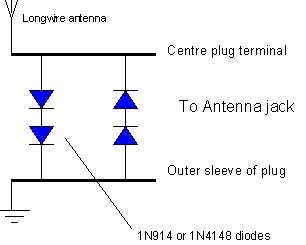 Longwire antenna
Centre plug terminal
To Antenna jack
Outer sleeve of plug
1N914 or 1N4148 diodes